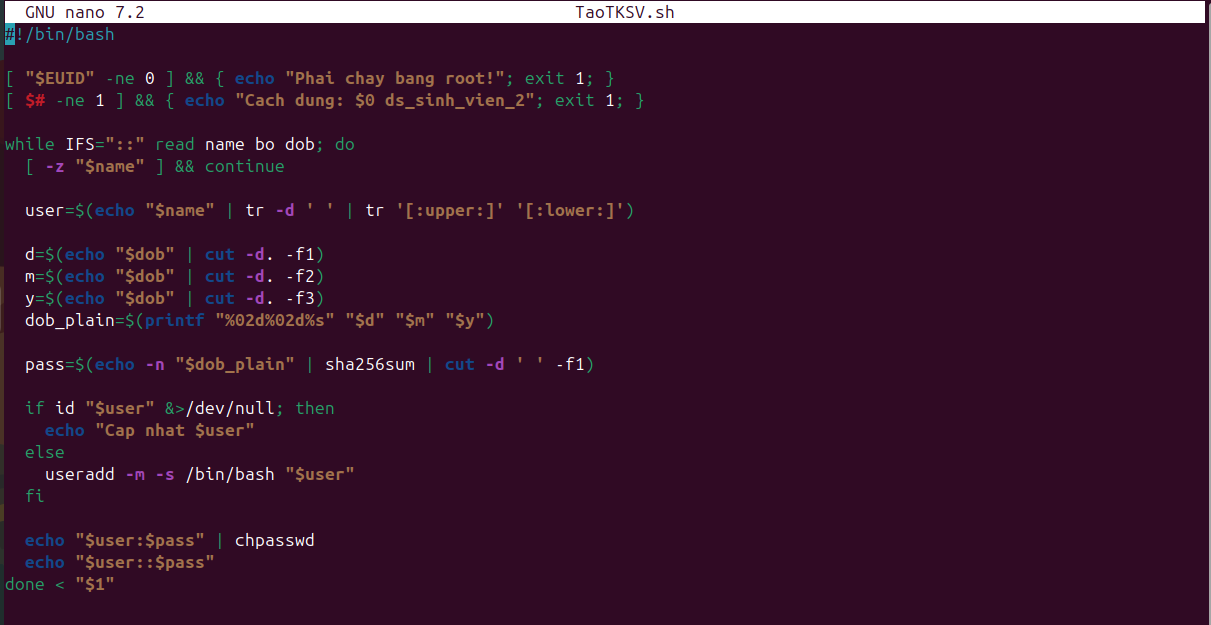 GNU nano 7.2 TaoTKSV.sh
#!/bin/bash
[ "$EUID" -ne 0 ] && { echo "Phai chay bang root!"; exit 1; }
[ $# -ne 1 ] && { echo "Cach dung: $0 ds_sinh_vien_2"; exit 1; }
while IFS="::" read name bo dob; do
  [ -z "$name" ] && continue
  user=$(echo "$name" | tr -d ' ' | tr '[:upper:]' '[:lower:]')
  d=$(echo "$dob" | cut -d. -f1)
  m=$(echo "$dob" | cut -d. -f2)
  y=$(echo "$dob" | cut -d. -f3)
  dob_plain=$(printf "%02d%02d%s" "$d" "$m" "$y")
  pass=$(echo -n "$dob_plain" | sha256sum | cut -d ' ' -f1)
  if id "$user" &>/dev/null; then
    echo "Cap nhat $user"
  else
    useradd -m -s /bin/bash "$user"
  fi
  echo "$user:$pass" | chpasswd
  echo "$user::$pass"
done < "$1"